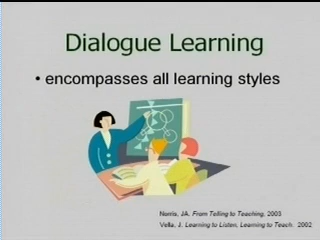 Dialogue Learning
• encompasses all learning styles
Norris, JA. From Telling to Teaching, 2003
Vella, J. Learning to Listen, Learning to Teach. 2002